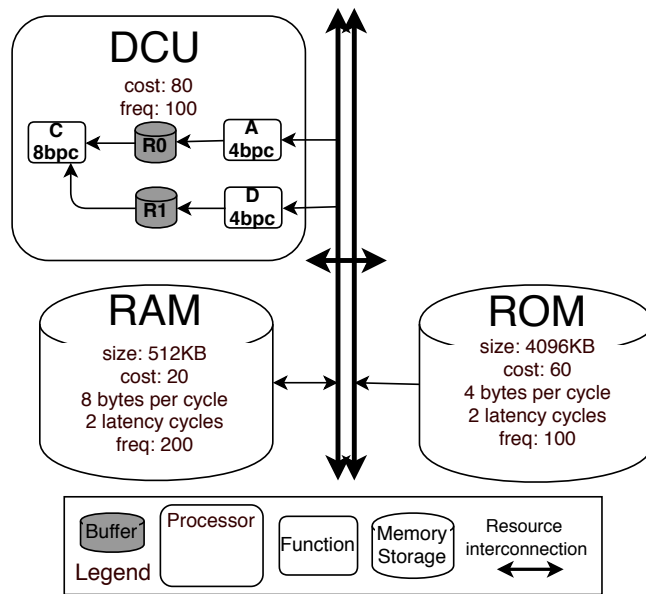 DCU
cost: 80
freq: 100
C
8bpc
R0
A
4bpc
R1
D
4bpc
RAM
size: 512KB
cost: 20
8 bytes per cycle
2 latency cycles
freq: 200
ROM
size: 4096KB
cost: 60
4 bytes per cycle
2 latency cycles
freq: 100
Buffer
Legend
Processor
Function
Memory
Storage
Resource
interconnection